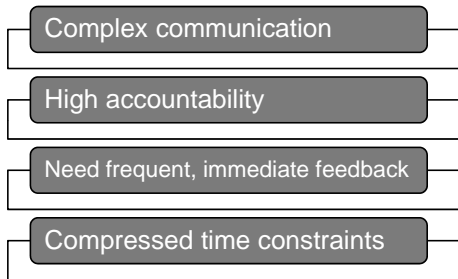 Complex communication
High accountability
Need frequent, immediate feedback
Compressed time constraints